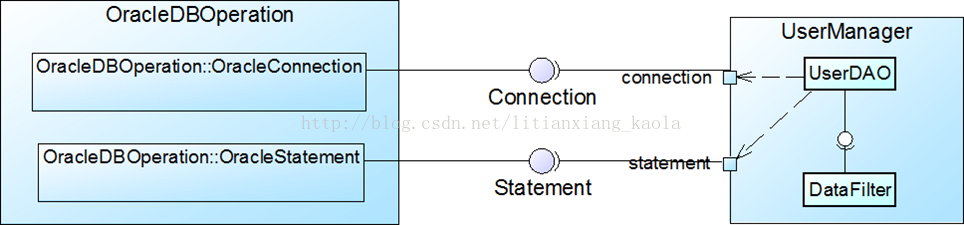 OracleDBOperation
OracleDBOperation::OracleConnection
Connection
OracleDBOperation::OracleStatement
Statement
UserManager
connection
UserDAO
statement
DataFilter
http://blog.csdn.net/litianxiang_kaola